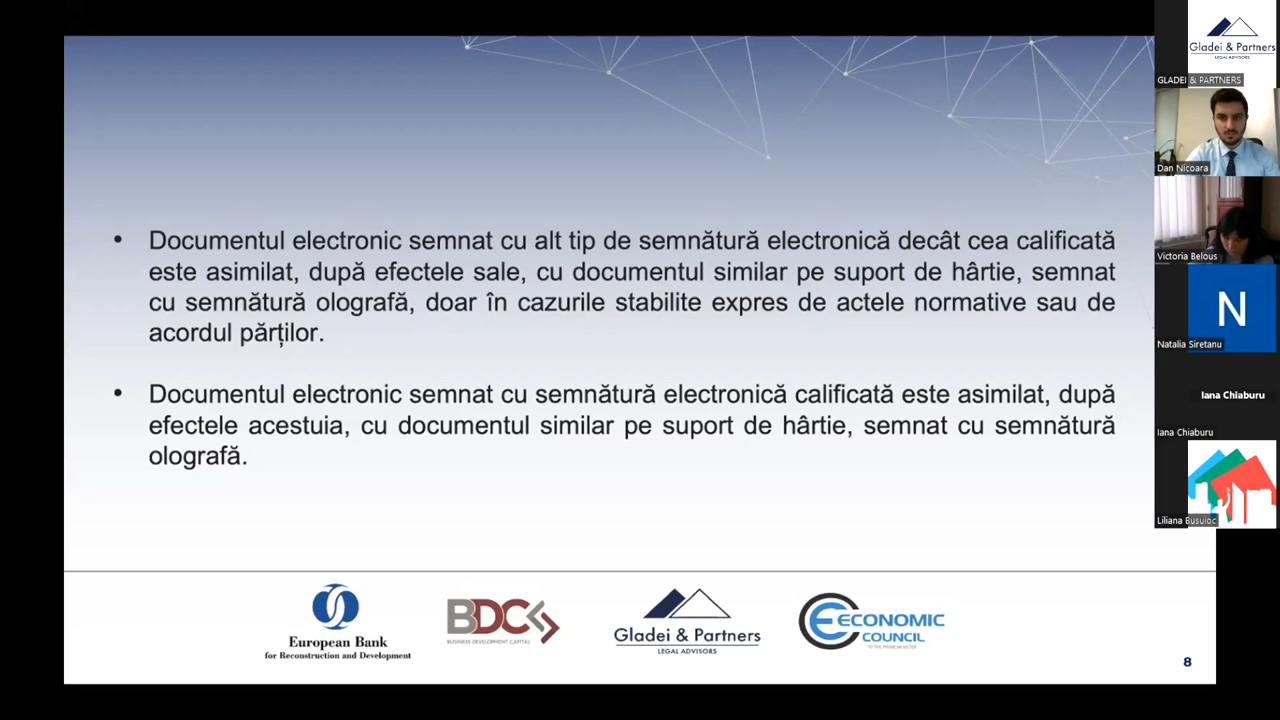 • Documentul electronic semnat cu alt tip de semnătură electronică decât cea calificată
este asimilat, după efectele sale, cu documentul similar pe suport de hârtie, semnat
cu semnătură olografă, doar în cazurile stabilite expres de actele normative sau de
acordul părților.
• Documentul electronic semnat cu semnătură electronică calificată este asimilat, după
efectele acestuia, cu documentul similar pe suport de hârtie, semnat cu semnătură
olografă.
European Bank
for Reconstruction and Development
BDC
BUSINESS DEVELOPMENT CAPITAL
Gladei & Partners
LEGAL ADVISORS
ECONOMIC
COUNCIL
TO THE PRIME MINISTER
8
Gladei & Partners
LEGAL ADVISORS
GLADEI & PARTNERS
Dan Nicoara
Victoria Belous
N
Natalia Siretanu
Iana Chiaburu
Iana Chiaburu
Liliana Busuioc